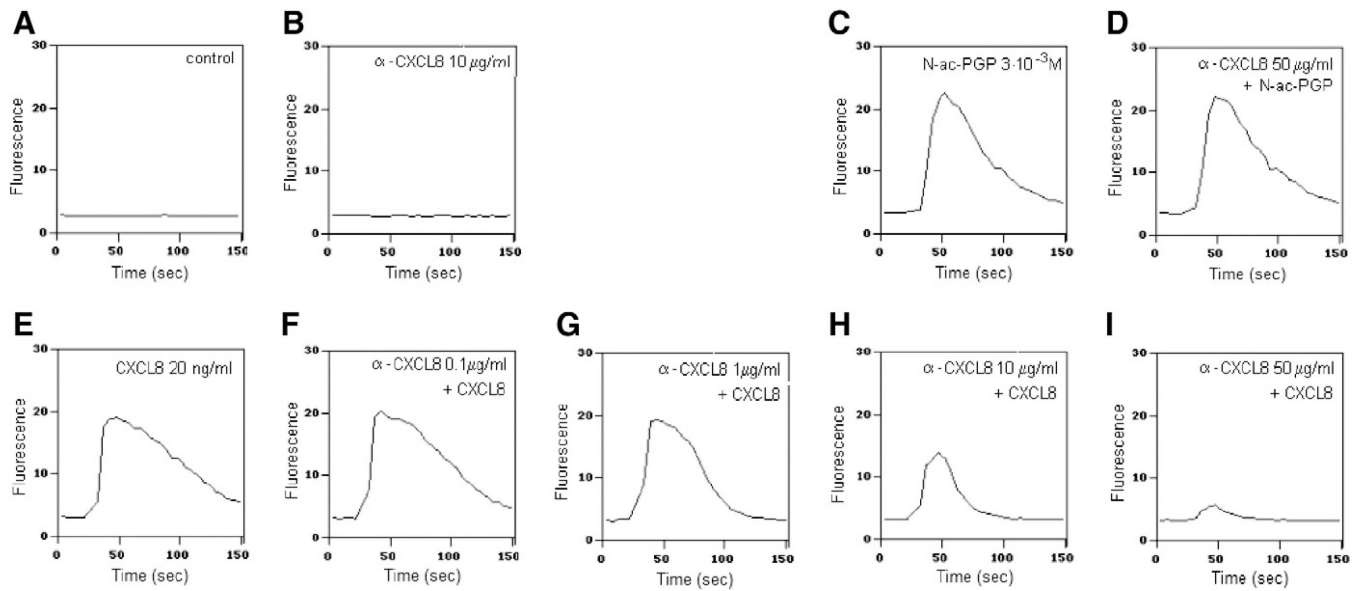 A
control
30
20
10
0
Fluorescence
0 50 100 150
Time (sec)
B
α-CXCL8 10 μg/ml
30
20
10
0
Fluorescence
0 50 100 150
Time (sec)
C
N-ac-PGP 3·10⁻³M
30
20
10
0
Fluorescence
0 50 100 150
Time (sec)
D
α-CXCL8 50 μg/ml
+ N-ac-PGP
30
20
10
0
Fluorescence
0 50 100 150
Time (sec)
E
CXCL8 20 ng/ml
30
20
10
0
Fluorescence
0 50 100 150
Time (sec)
F
α-CXCL8 0.1μg/ml
+ CXCL8
30
20
10
0
Fluorescence
0 50 100 150
Time (sec)
G
α-CXCL8 1μg/ml
+ CXCL8
30
20
10
0
Fluorescence
0 50 100 150
Time (sec)
H
α-CXCL8 10 μg/ml
+ CXCL8
30
20
10
0
Fluorescence
0 50 100 150
Time (sec)
I
α-CXCL8 50 μg/ml
+ CXCL8
30
20
10
0
Fluorescence
0 50 100 150
Time (sec)